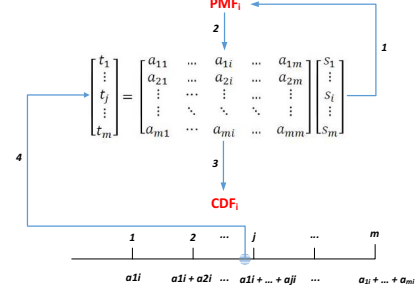 PMFi
2
1
t1 ⋮ tj ⋮ tm = a11 ... a1i ... a1m s1
a21 ... a2i ... a2m ⋮
⋮ ... ⋮ ... ⋮ si
⋮ ⋱ ⋱ ⋱ ⋮ ⋮
am1 ... ami ... amm sm
4
3
CDFi
1 2 ... j ... m
a1i a1i + a2i ... a1i + ... + aji ... a1i + ... + ami